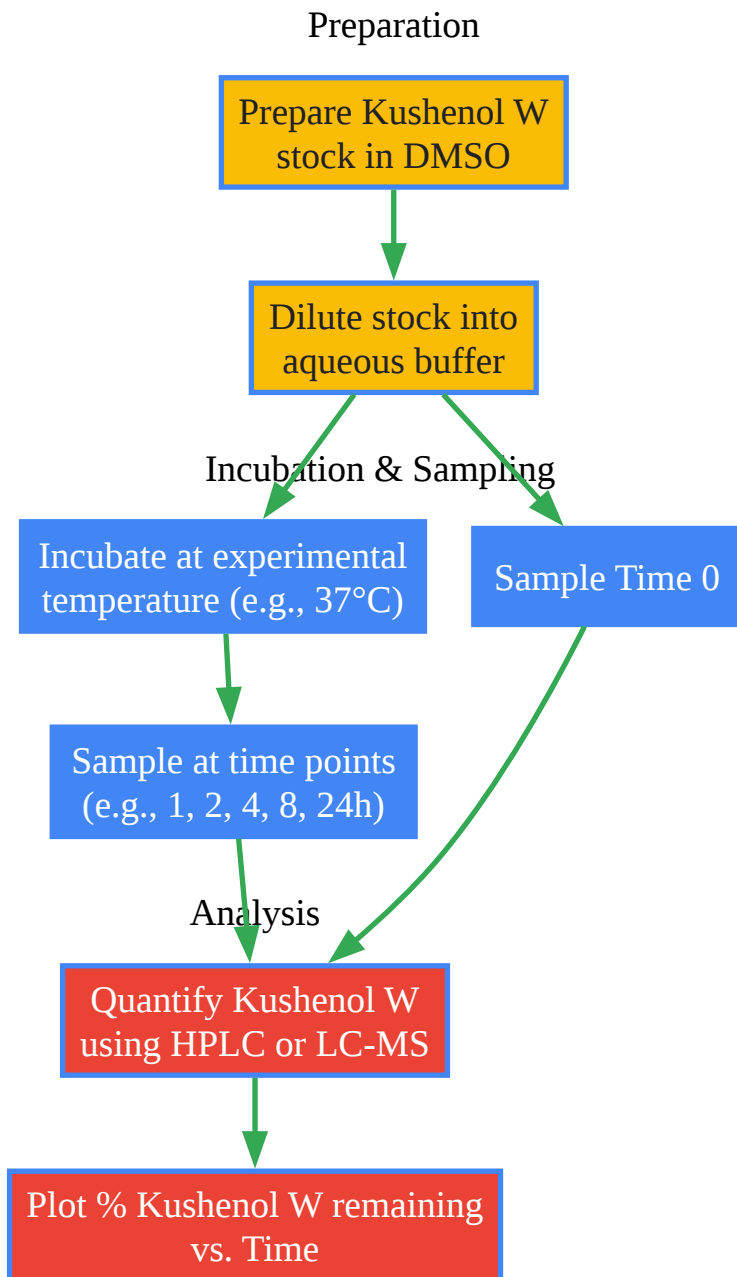 Preparation
Prepare Kushenol W
stock in DMSO
Dilute stock into
aqueous buffer
Incubation & Sampling
Incubate at experimental
temperature (e.g., 37°C)
Sample Time 0
Sample at time points
(e.g., 1, 2, 4, 8, 24h)
Analysis
Quantify Kushenol W
using HPLC or LC-MS
Plot % Kushenol W remaining
vs. Time